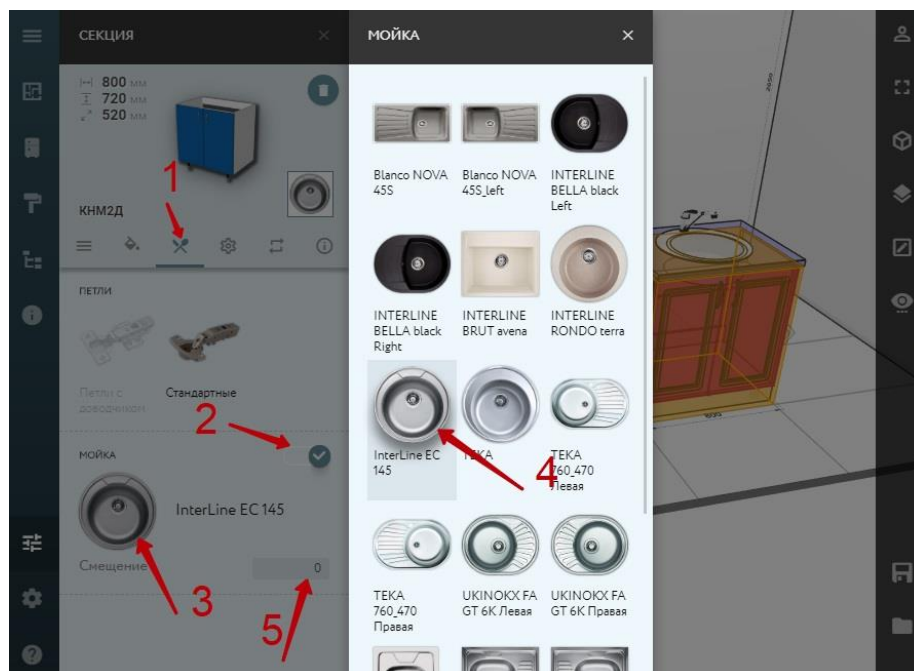 СЕКЦИЯ
800 мм
720 мм
520 мм
1
КНМ2Д
ПЕТЛИ
Петли с
доводчиком
Стандартные
2
МОЙКА
InterLine EC 145
3
Смещение
0
5
МОЙКА
Blanco NOVA
45S
Blanco NOVA
45S_left
INTERLINE
BELLA black
Left
INTERLINE
BELLA black
Right
INTERLINE
BRUT avena
INTERLINE
RONDO terra
InterLine EC
145
TEKA
4
TEKA
760_470
Левая
TEKA
760_470
Правая
UKINOKX FA
GT 6K Левая
UKINOKX FA
GT 6K Правая